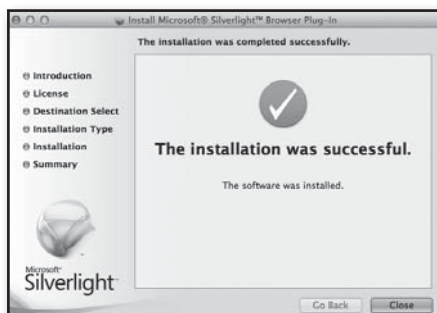 Install Microsoft® Silverlight™ Browser Plug-In
The installation was completed successfully.
Introduction
License
Destination Select
Installation Type
Installation
Summary
The installation was successful.
The software was installed.
Microsoft®
Silverlight™
Go Back
Close